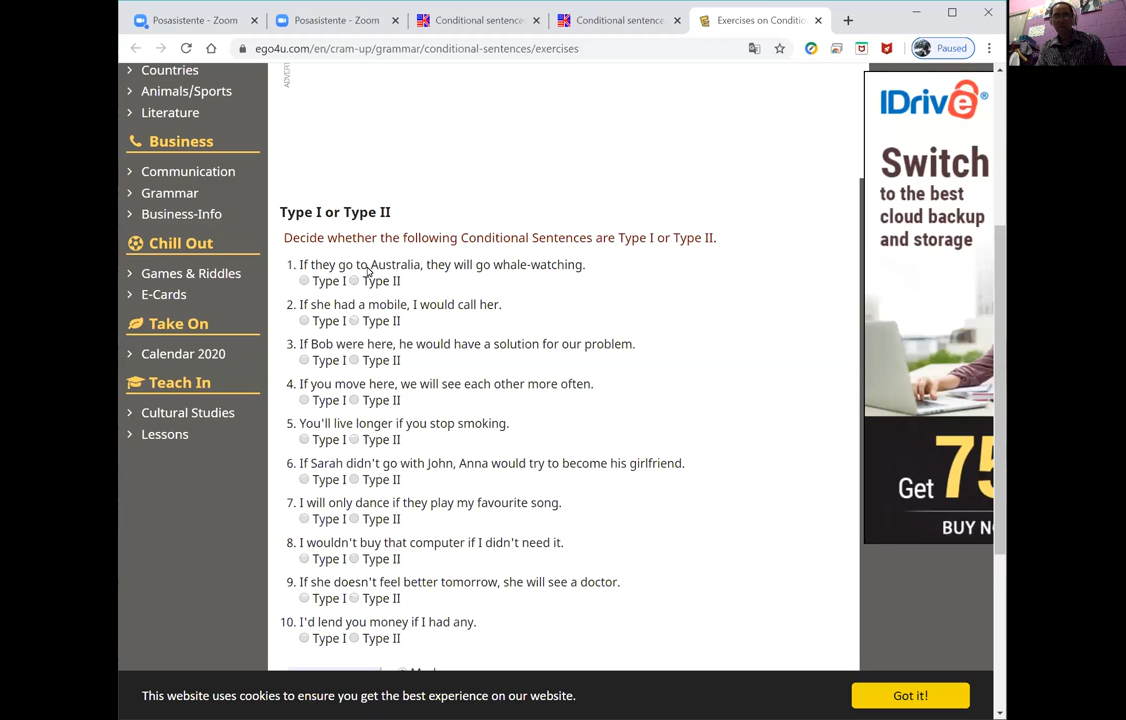 Posasistente - Zoom
Posasistente - Zoom
Conditional sentence
Conditional sentence
Exercises on Conditio
ego4u.com/en/cram-up/grammar/conditional-sentences/exercises
Paused
Countries
Animals/Sports
Literature
Business
Communication
Grammar
Business-Info
Chill Out
Games & Riddles
E-Cards
Take On
Calendar 2020
Teach In
Cultural Studies
Lessons
ADVERT
Type I or Type II
Decide whether the following Conditional Sentences are Type I or Type II.
1. If they go to Australia, they will go whale-watching.
Type I Type II
2. If she had a mobile, I would call her.
Type I Type II
3. If Bob were here, he would have a solution for our problem.
Type I Type II
4. If you move here, we will see each other more often.
Type I Type II
5. You'll live longer if you stop smoking.
Type I Type II
6. If Sarah didn't go with John, Anna would try to become his girlfriend.
Type I Type II
7. I will only dance if they play my favourite song.
Type I Type II
8. I wouldn't buy that computer if I didn't need it.
Type I Type II
9. If she doesn't feel better tomorrow, she will see a doctor.
Type I Type II
10. I'd lend you money if I had any.
Type I Type II
IDrive®
Switch
to the best
cloud backup
and storage
Get 75
BUY N
This website uses cookies to ensure you get the best experience on our website.
Got it!